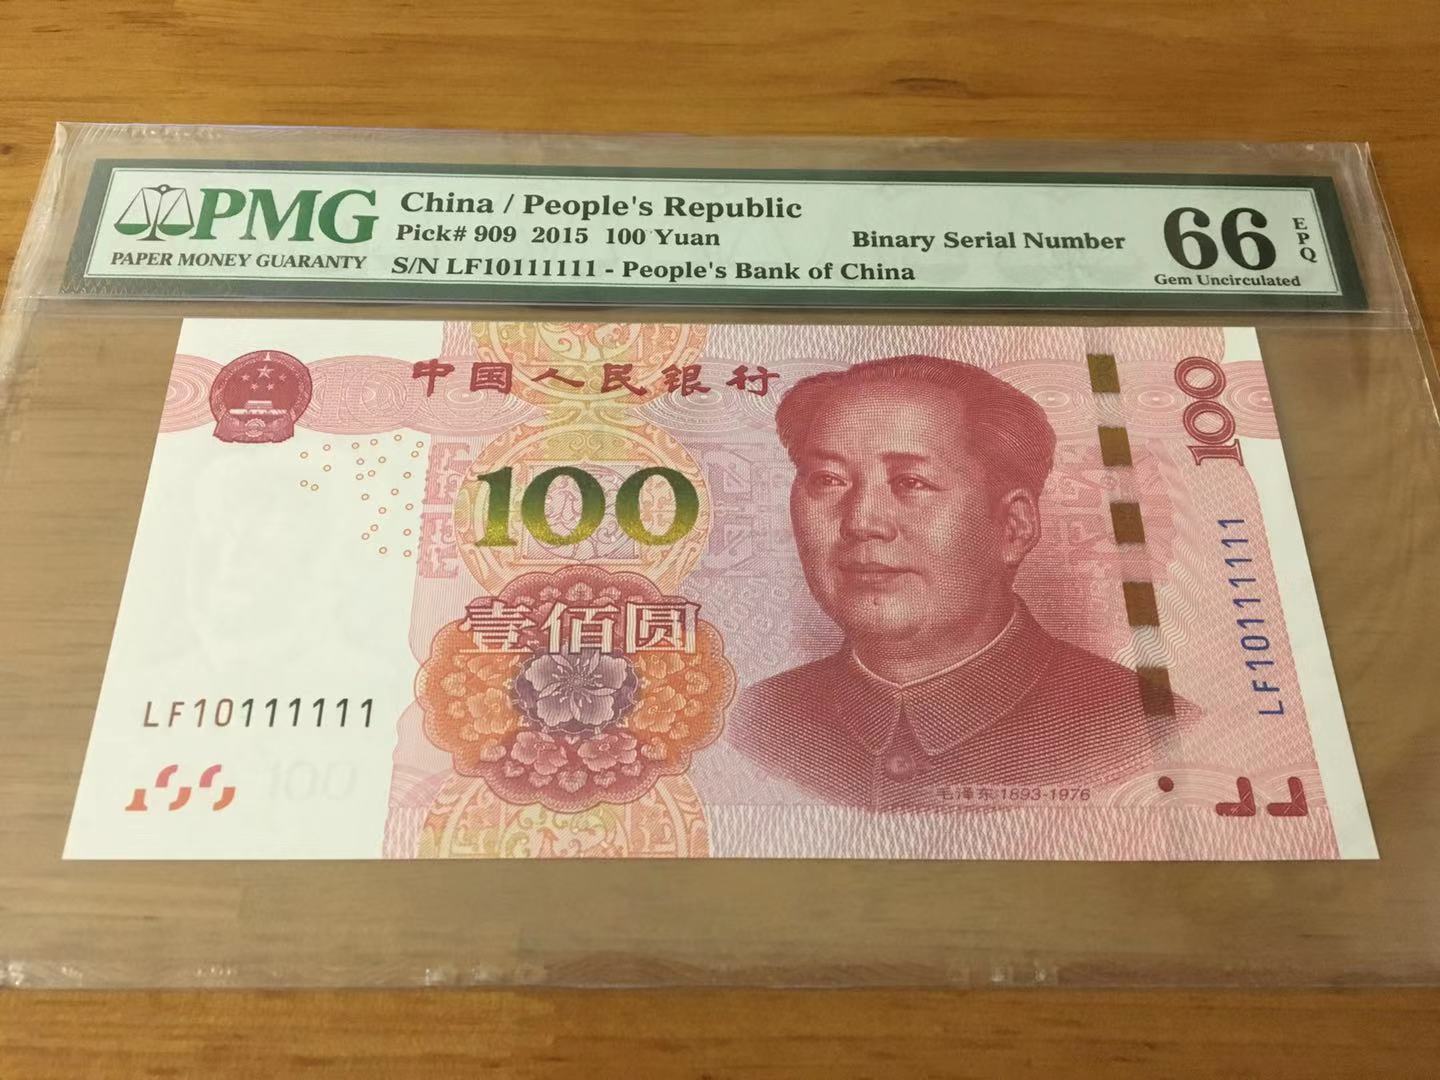 PMG
PAPER MONEY GUARANTY
China / People's Republic
Pick# 909 2015 100 Yuan
Binary Serial Number
S/N LF10111111 - People's Bank of China
66
EPQ
Gem Uncirculated
中国人民银行
100
100
壹佰圆
LF10111111
LF10111111
100
毛泽东 1893-1976